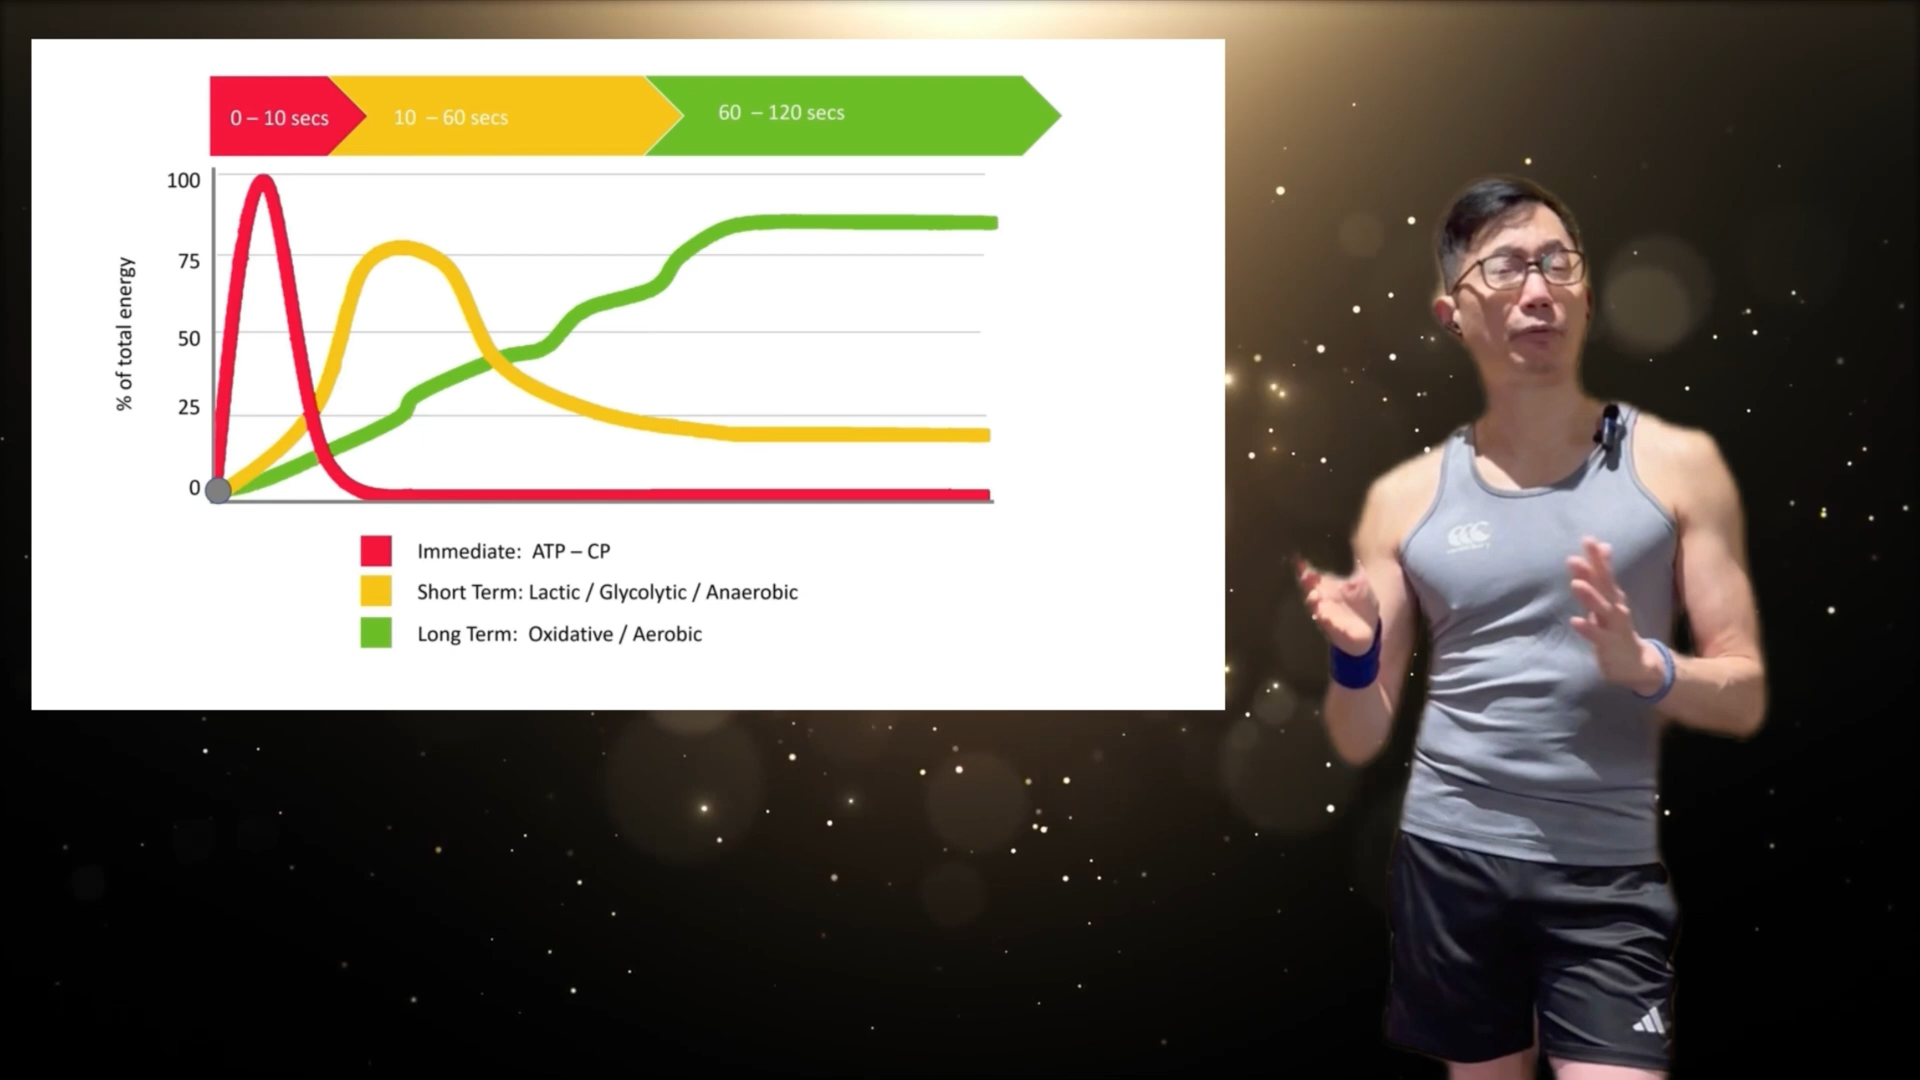 0 – 10 secs
10 – 60 secs
60 – 120 secs
100
75
50
25
0
% of total energy
Immediate: ATP – CP
Short Term: Lactic / Glycolytic / Anaerobic
Long Term: Oxidative / Aerobic